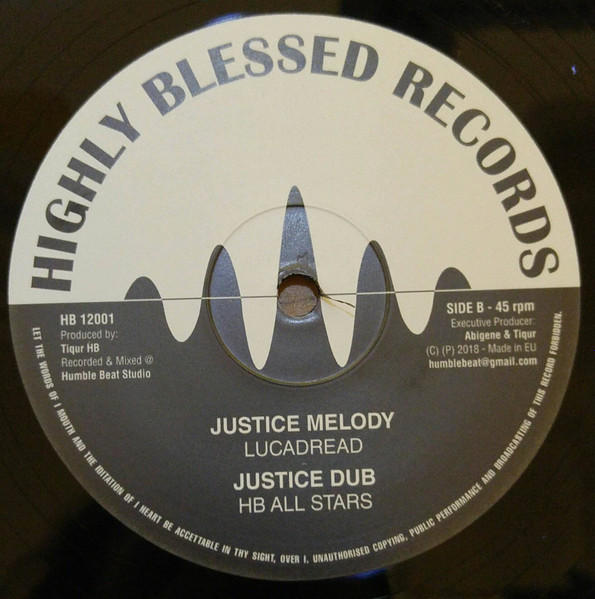 HIGHLY BLESSED RECORDS
HB 12001
Produced by:
Tiqur HB
Recorded & Mixed @
Humble Beat Studio
SIDE B - 45 rpm
Executive Producer:
Abigene & Tiqur
(C) (P) 2018 - Made in EU
humblebeat@gmail.com
JUSTICE MELODY
LUCADREAD
JUSTICE DUB
HB ALL STARS
LET THE WORDS OF I MOUTH AND THE MITATION OF I HEART BE ACCETTABLE IN THY SIGHT, OVER I. UNAUTHORISED COPYING, PUBLIC PERFORMANCE AND BROADCASTING OF THIS RECORD FORBIDDEN.